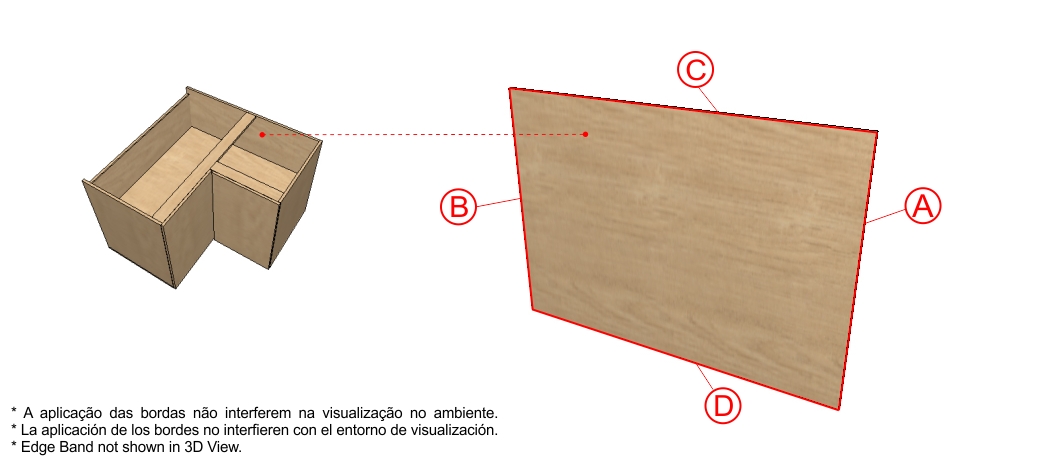 C
B
A
D
* A aplicação das bordas não interferem na visualização no ambiente.
* La aplicación de los bordes no interfieren con el entorno de visualización.
* Edge Band not shown in 3D View.